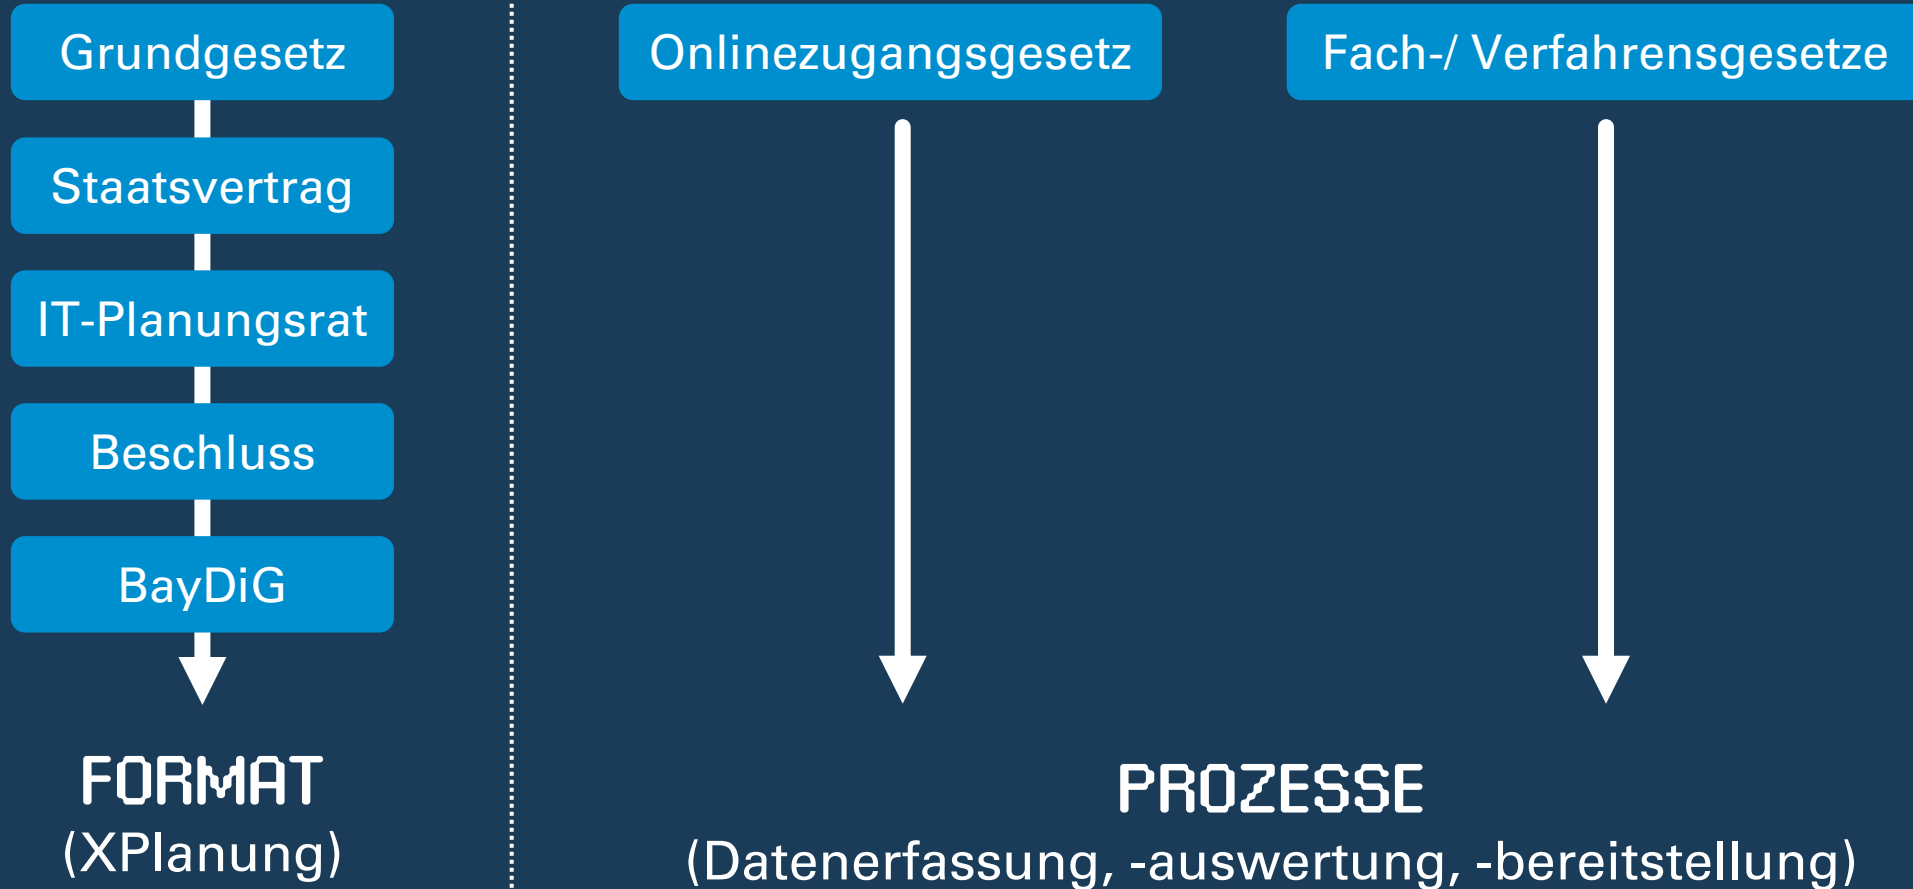 Grundgesetz
Staatsvertrag
IT-Planungsrat
Beschluss
BayDiG
FORMAT
(XPlanung)
Onlinezugangsgesetz
Fach-/ Verfahrensgesetze
PROZESSE
(Datenerfassung, -auswertung, -bereitstellung)